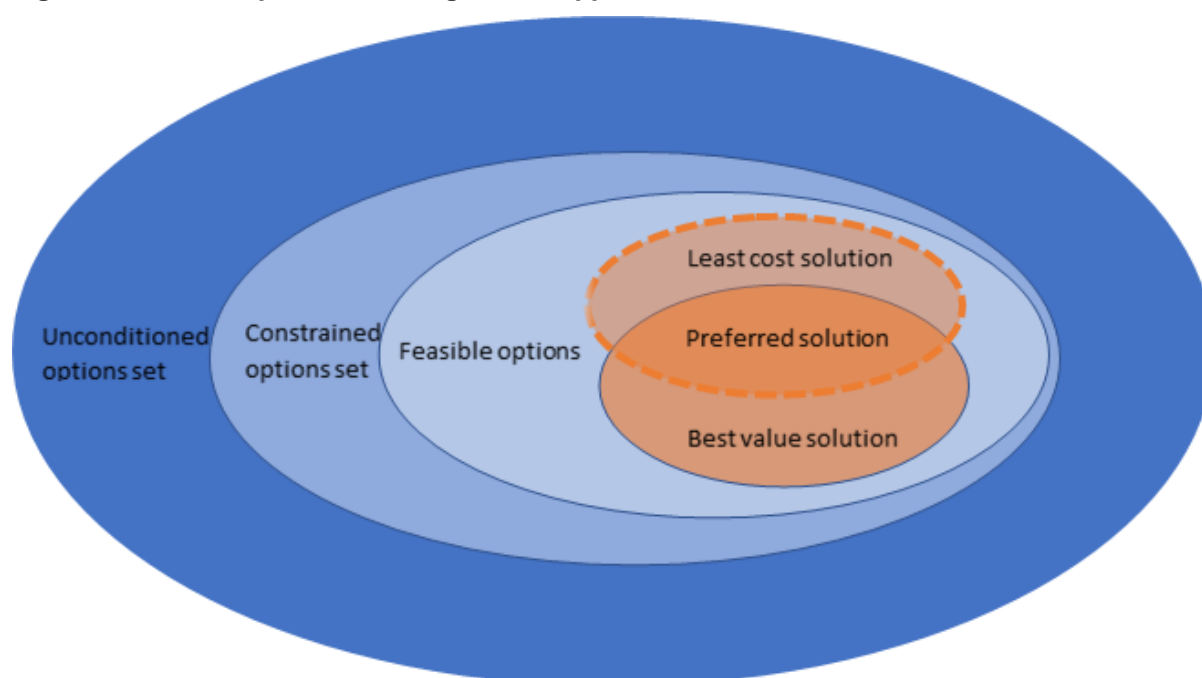 Unconditioned
options set
Constrained
options set
Feasible options
Least cost solution
Preferred solution
Best value solution